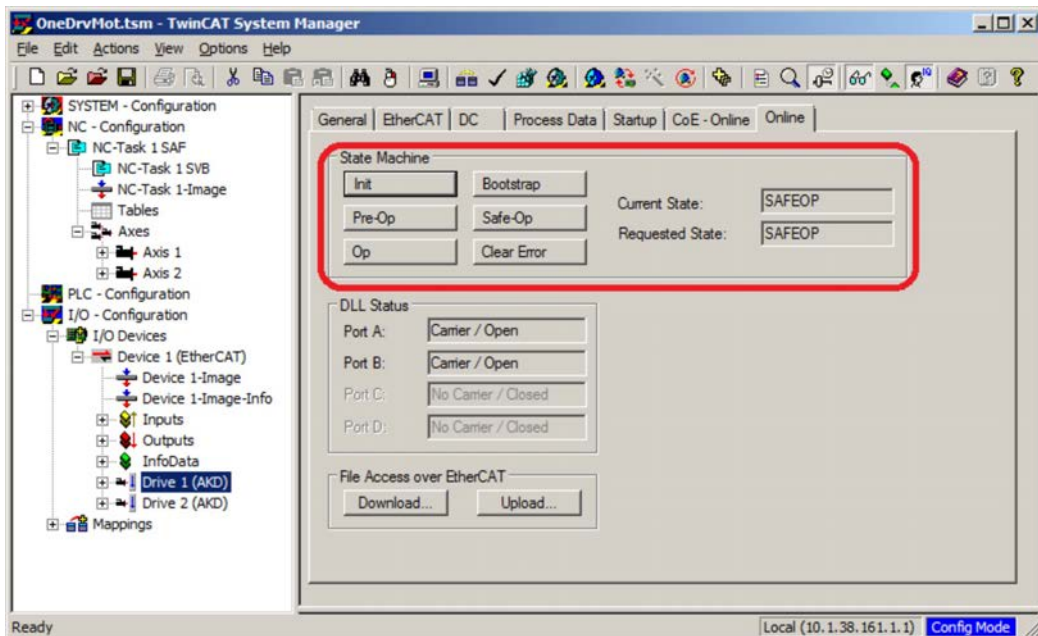 OneDrvMot.tsm - TwinCAT System Manager
File Edit Actions View Options Help
SYSTEM - Configuration
NC - Configuration
NC-Task 1 SAF
NC-Task 1 SVB
NC-Task 1-Image
Tables
Axes
Axis 1
Axis 2
PLC - Configuration
I/O - Configuration
I/O Devices
Device 1 (EtherCAT)
Device 1-Image
Device 1-Image-Info
Inputs
Outputs
InfoData
Drive 1 (AKD)
Drive 2 (AKD)
Mappings
General EtherCAT DC Process Data Startup CoE - Online Online
State Machine
Init Bootstrap
Pre-Op Safe-Op
Op Clear Error
Current State: SAFEOP
Requested State: SAFEOP
DLL Status
Port A: Carrier / Open
Port B: Carrier / Open
Port C: No Carrier / Closed
Port D: No Carrier / Closed
File Access over EtherCAT
Download... Upload...
Ready Local (10.1.38.161.1.1) Config Mode